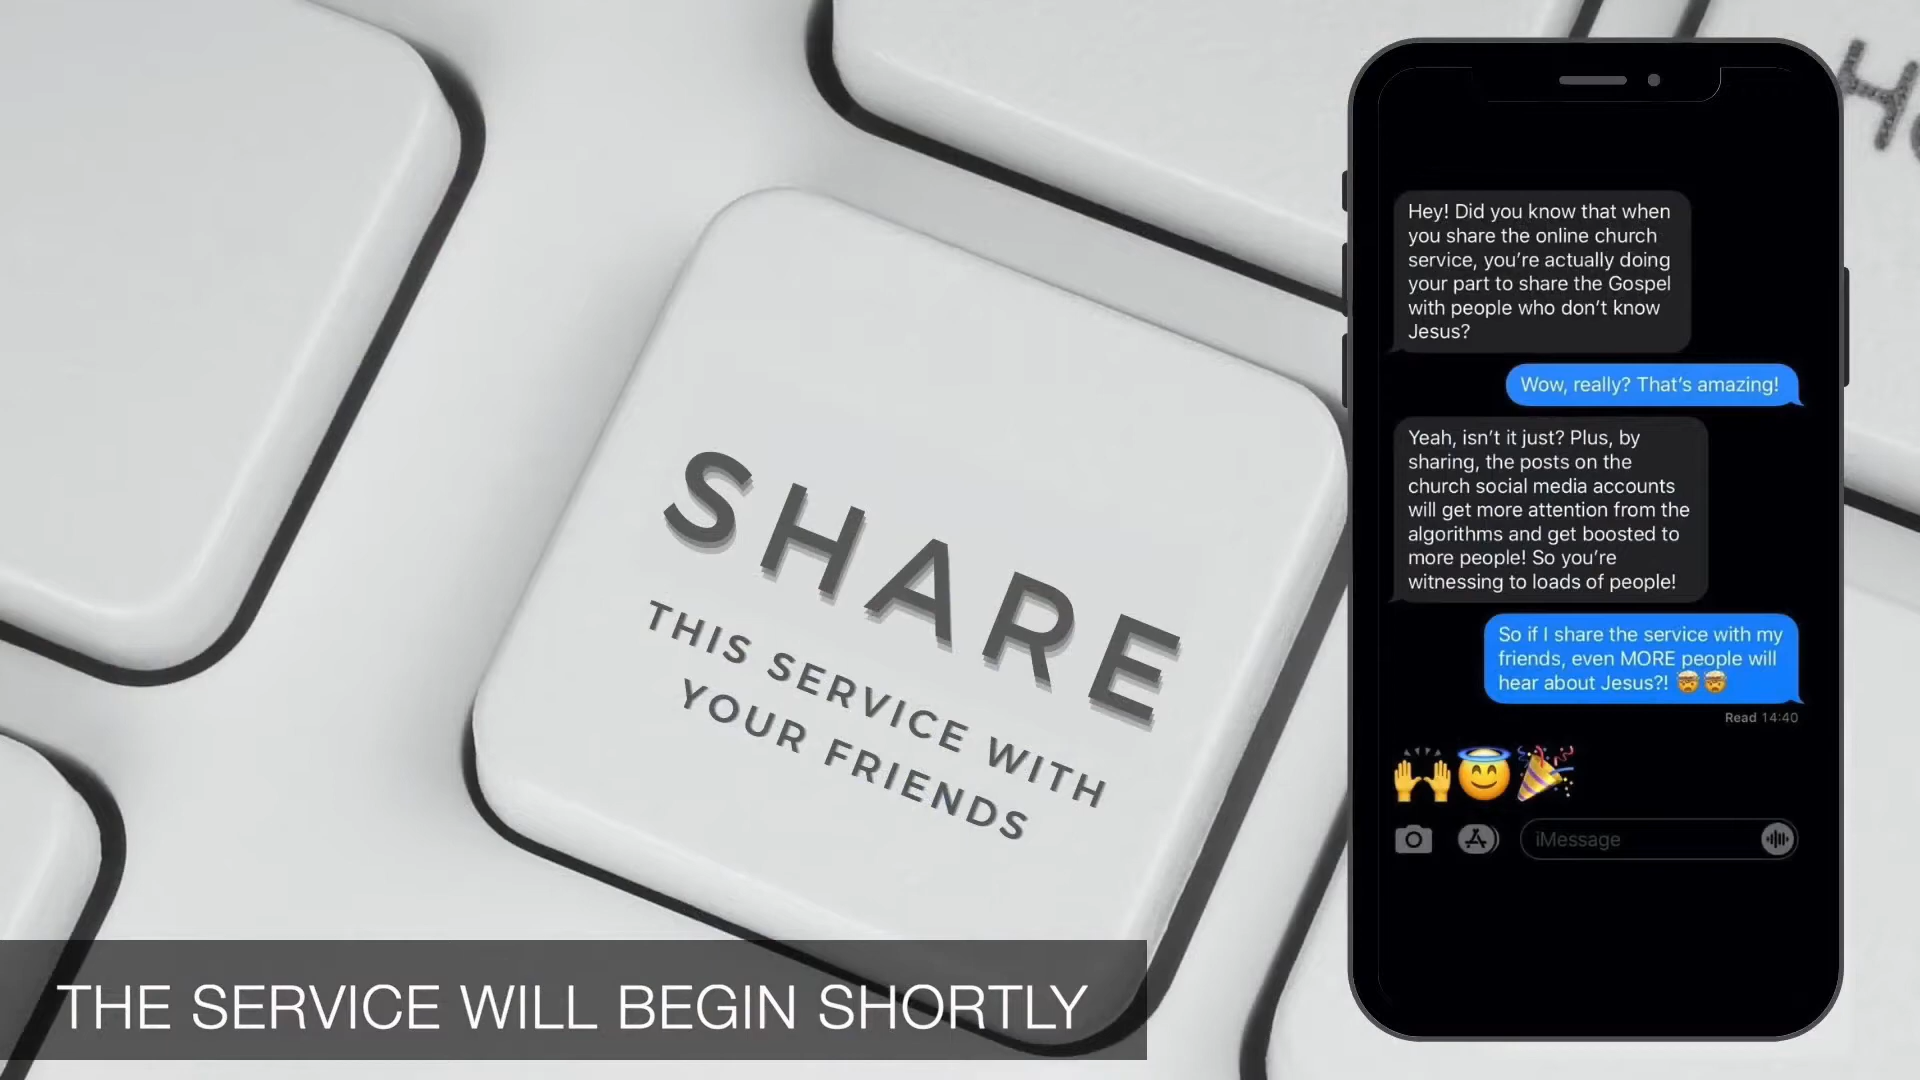 SHARE
THIS SERVICE WITH
YOUR FRIENDS
THE SERVICE WILL BEGIN SHORTLY
Hey! Did you know that when
you share the online church
service, you’re actually doing
your part to share the Gospel
with people who don’t know
Jesus?
Wow, really? That’s amazing!
Yeah, isn’t it just? Plus, by
sharing, the posts on the
church social media accounts
will get more attention from the
algorithms and get boosted to
more people! So you’re
witnessing to loads of people!
So if I share the service with my
friends, even MORE people will
hear about Jesus?! 🤯🤯
Read 14:40
🙌😇🎉
iMessage